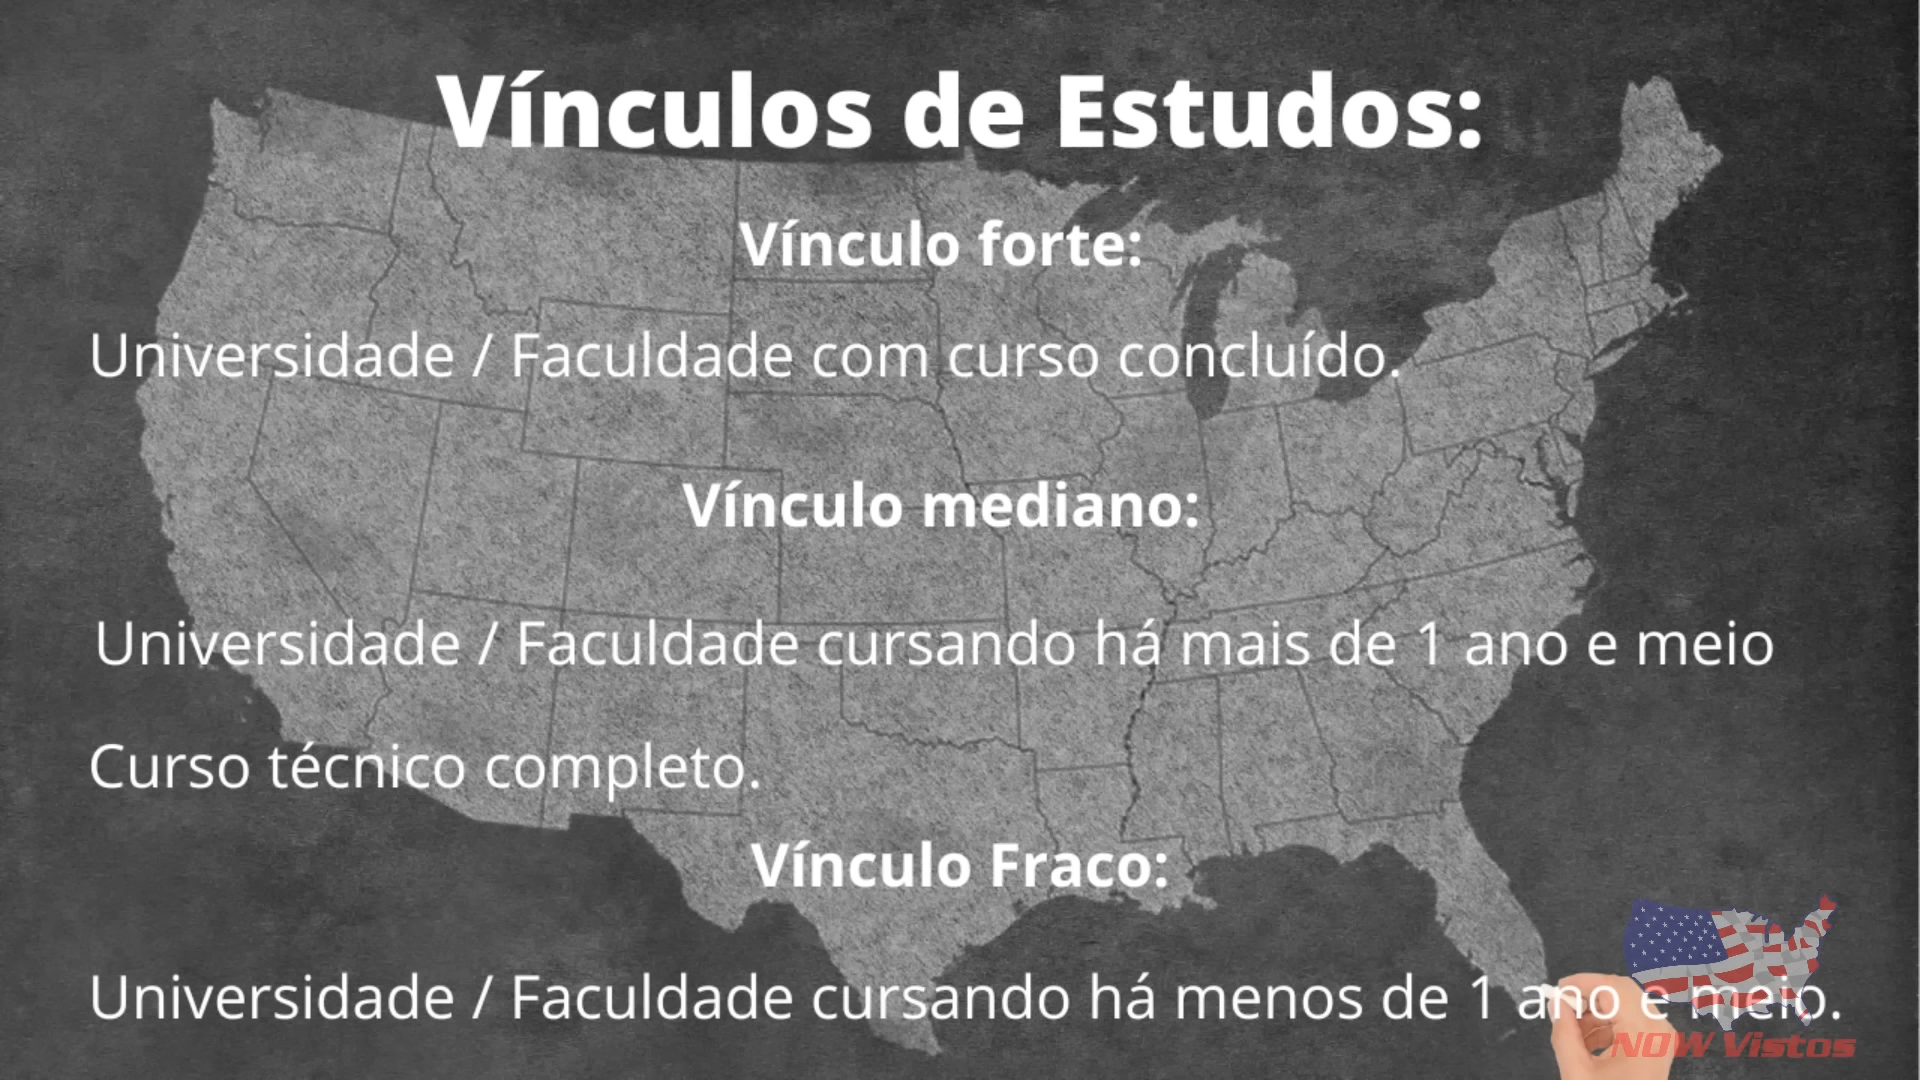 Vínculos de Estudos:
Vínculo forte:
Universidade / Faculdade com curso concluído.
Vínculo mediano:
Universidade / Faculdade cursando há mais de 1 ano e meio
Curso técnico completo.
Vínculo Fraco:
Universidade / Faculdade cursando há menos de 1 ano e meio.
NOW Vistos